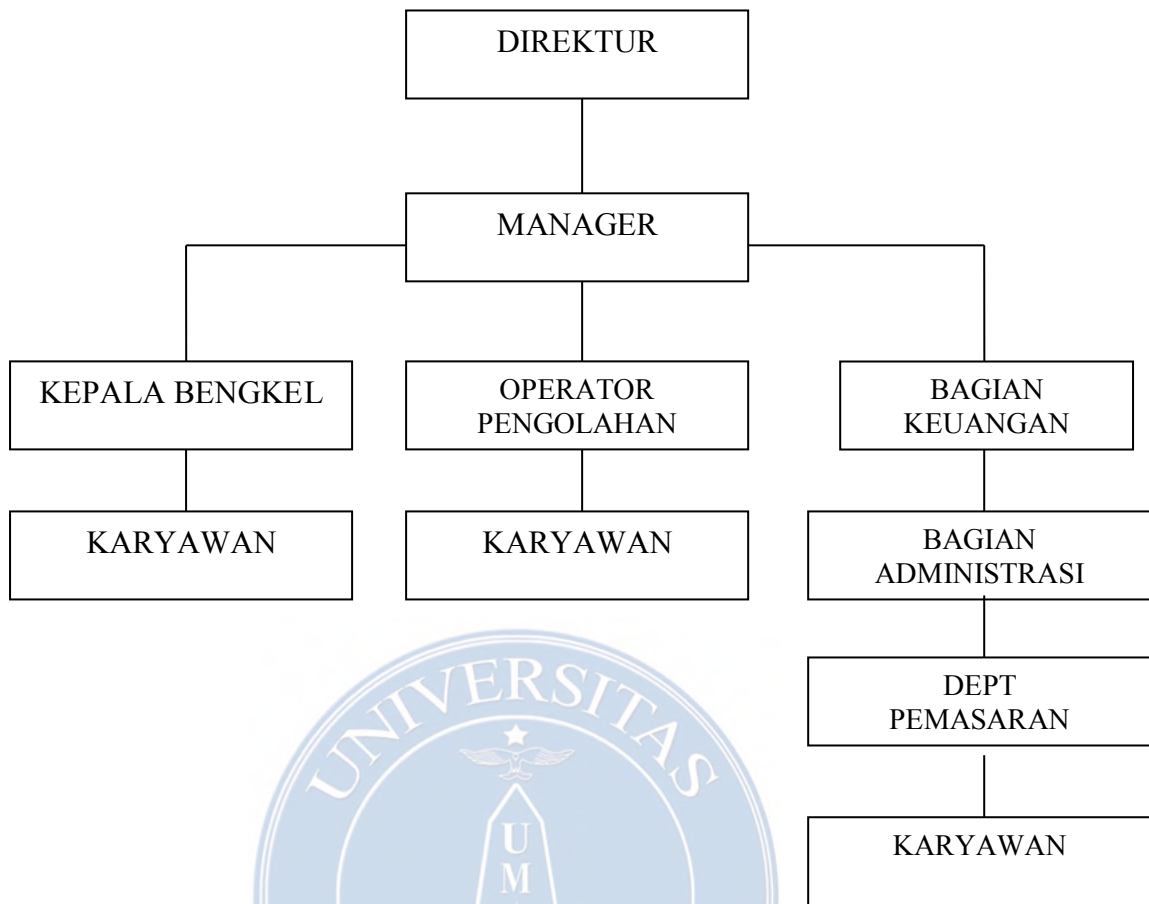 DIREKTUR
MANAGER
KEPALA BENGKEL
OPERATOR
PENGOLAHAN
BAGIAN
KEUANGAN
KARYAWAN
KARYAWAN
BAGIAN
ADMINISTRASI
DEPT
PEMASARAN
KARYAWAN
UNIVERSITAS
U
M